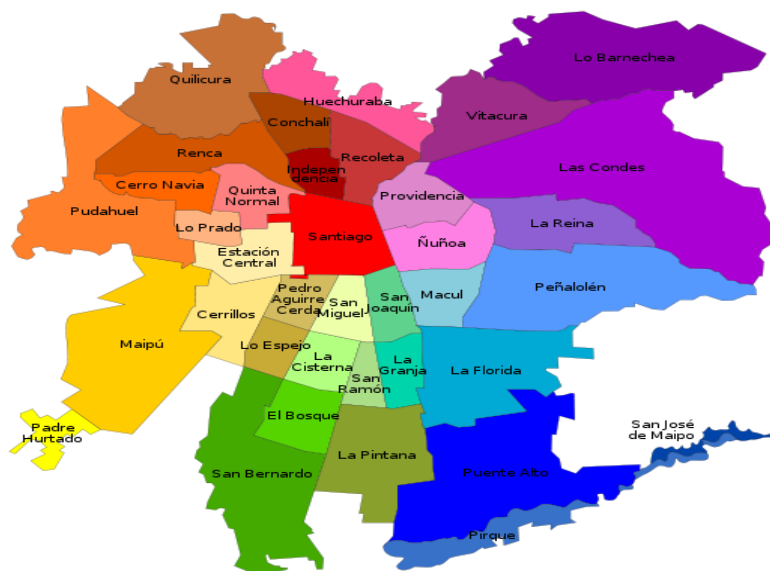 Lo Barnechea
Quilicura
Huechuraba
Vitacura
Conchalí
Renca
Recoleta
Indepen
dencia
Las Condes
Cerro Navia
Quinta
Normal
Providencia
Pudahuel
Lo Prado
Santiago
Ñuñoa
La Reina
Estación
Central
Peñalolén
Pedro
Aguirre
Cerda
San
Miguel
San
Joaquín
Macul
Cerrillos
Maipú
Lo Espejo
La
Cisterna
San
Ramón
La
Granja
La Florida
Padre
Hurtado
El Bosque
San José
de Maipo
San Bernardo
La Pintana
Puente Alto
Pirque